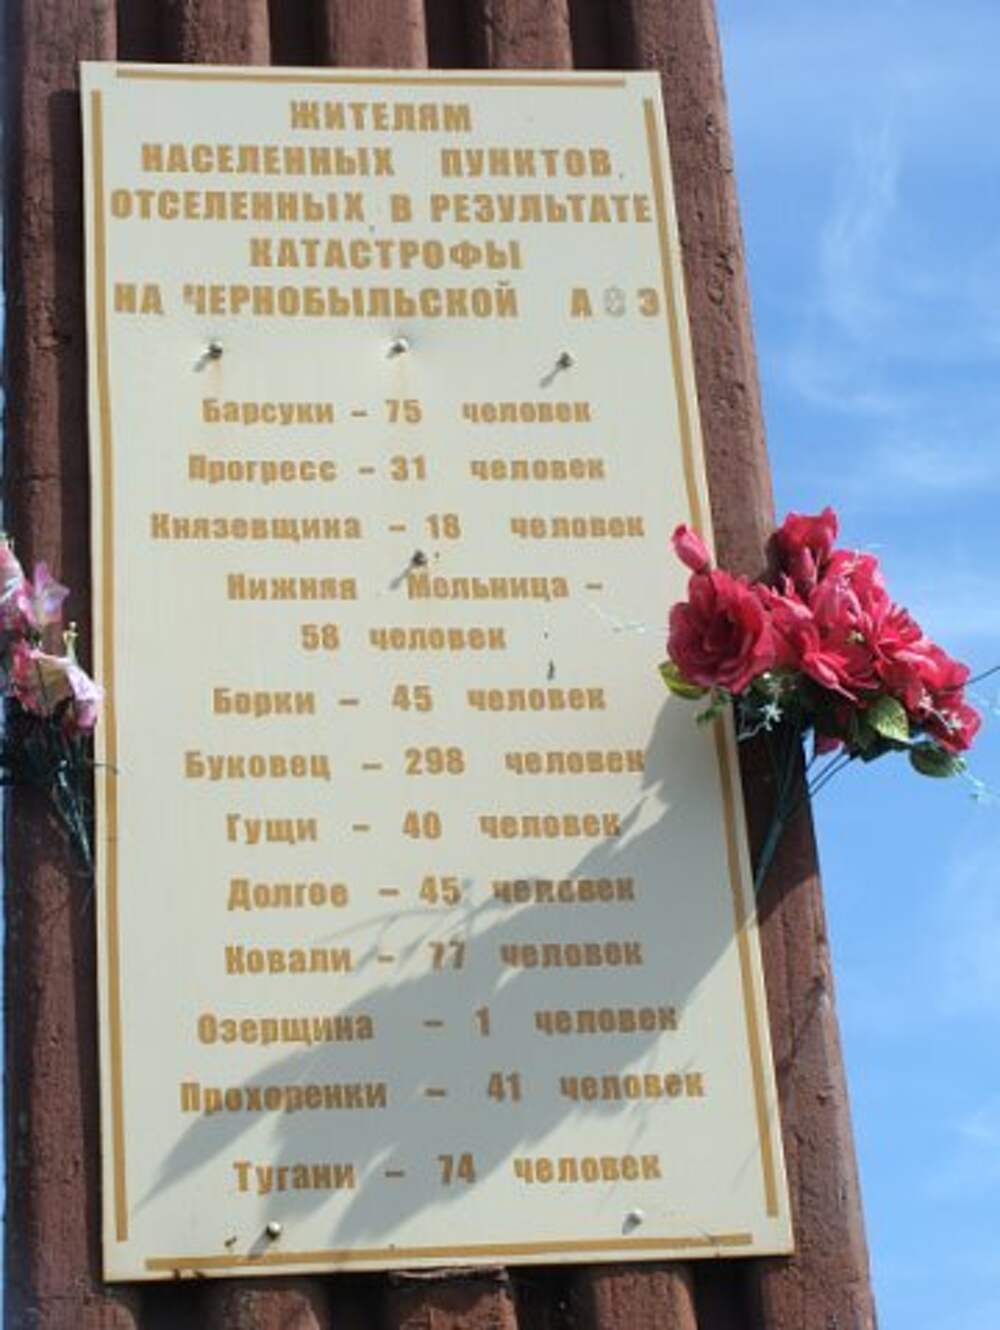 ЖИТЕЛЯМ
НАСЕЛЕННЫХ ПУНКТОВ,
ОТСЕЛЕННЫХ В РЕЗУЛЬТАТЕ
КАТАСТРОФЫ
НА ЧЕРНОБЫЛЬСКОЙ АЭС
Барсуки – 75 человек
Прогресс – 31 человек
Князевщина – 18 человек
Нижняя Мельница –
58 человек
Борки – 45 человек
Буковец – 298 человек
Гущи – 40 человек
Долгое – 45 человек
Ковали – 77 человек
Озерщина – 1 человек
Прохоренки – 41 человек
Тугани – 74 человек